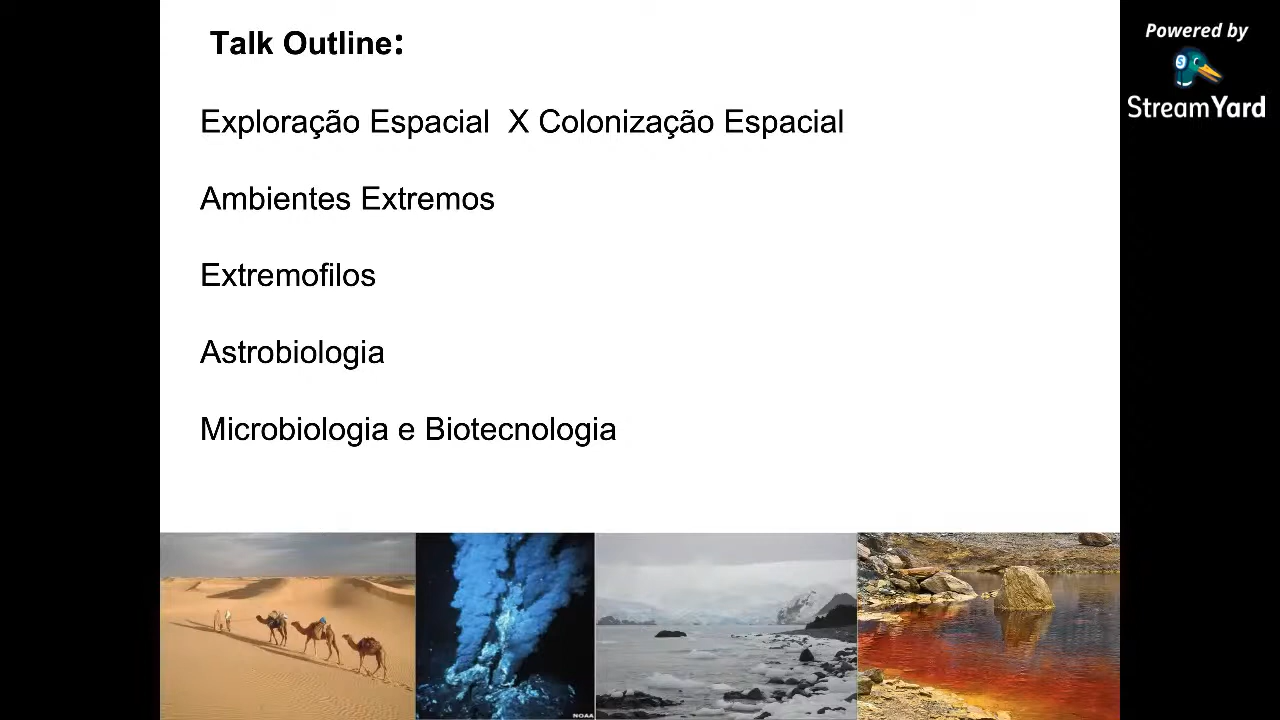 Talk Outline:
Powered by
StreamYard
Exploração Espacial X Colonização Espacial
Ambientes Extremos
Extremofilos
Astrobiologia
Microbiologia e Biotecnologia
NOAA